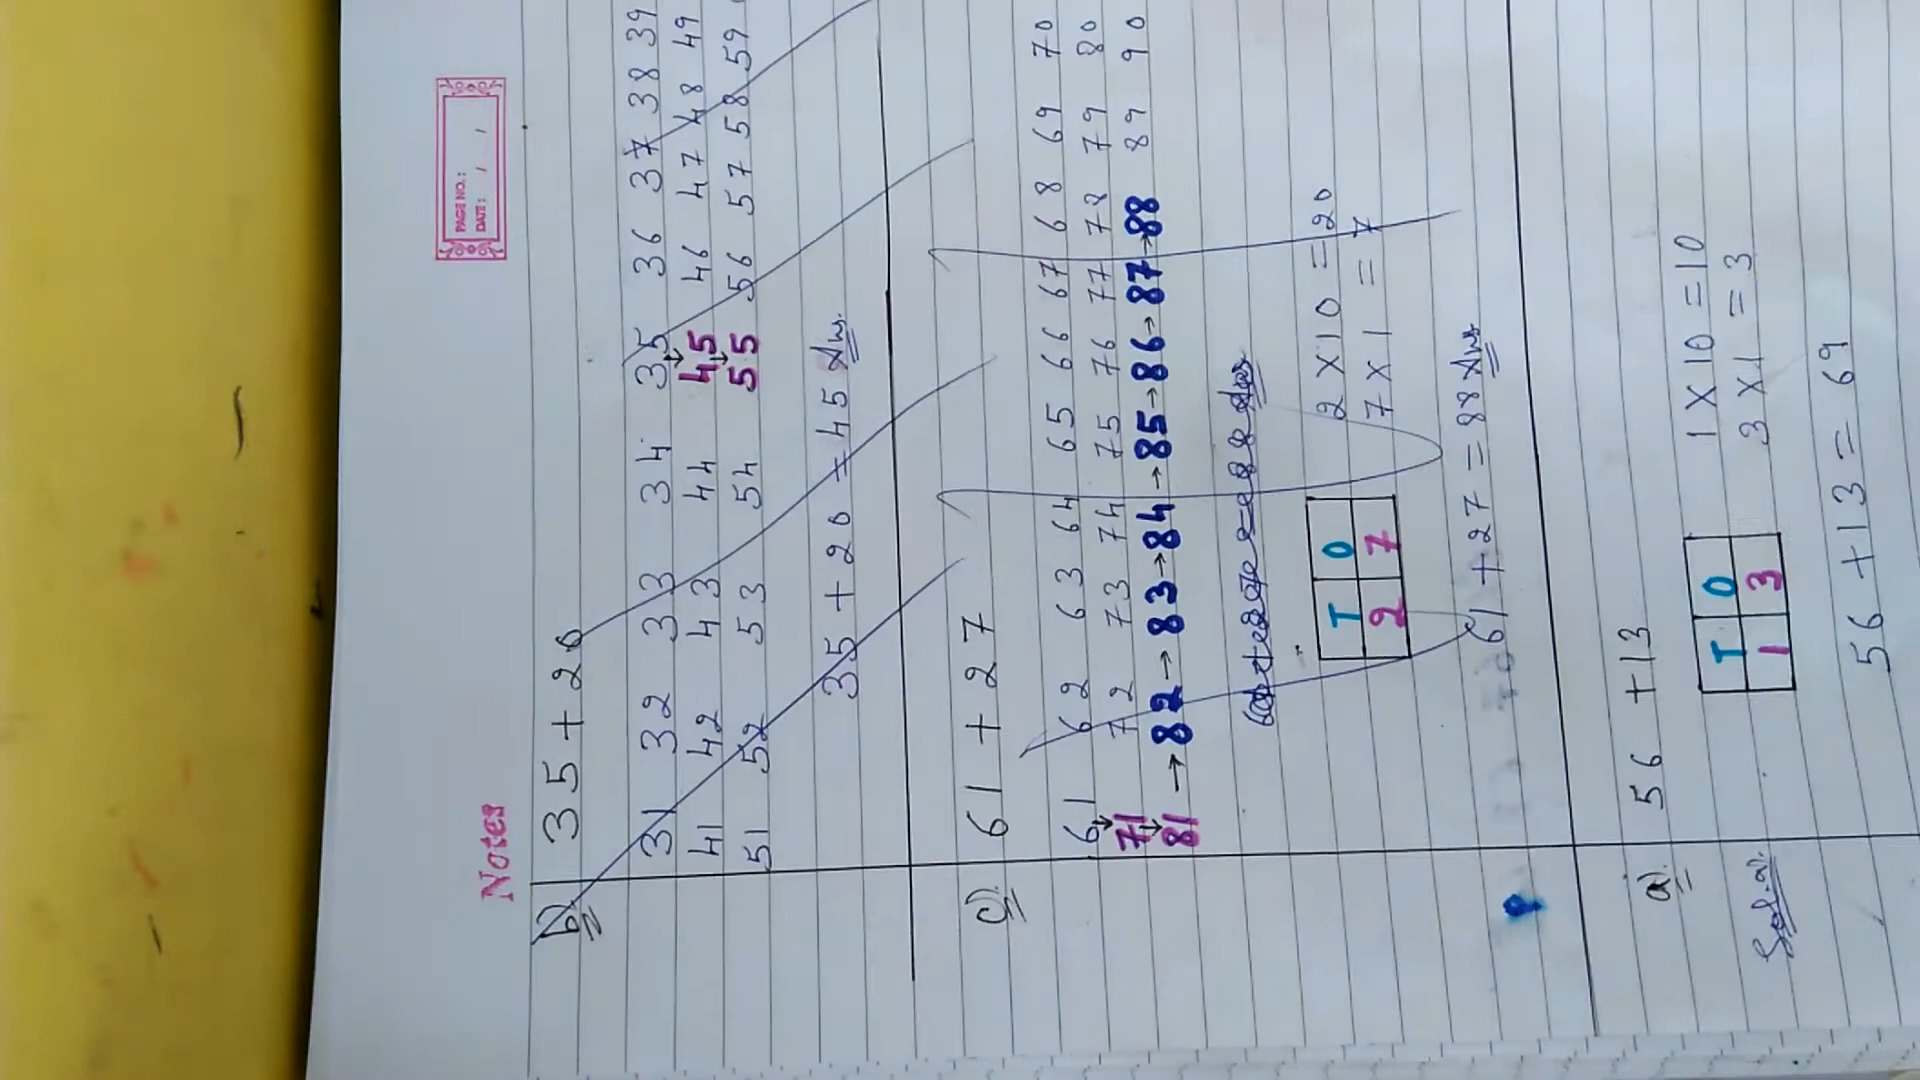 Notes
PAGE NO.:
DATE: / /
b) 35 + 20
31 32 33 34 35 36 37 38 39
41 42 43 44 45 46 47 48 49
51 52 53 54 55 56 57 58 59
35 + 20 = 45 Ans.
c) 61 + 27
61 62 63 64 65 66 67 68 69 70
71 72 73 74 75 76 77 78 79 80
81 → 82 → 83 → 84 → 85 → 86 → 87 → 88 89 90
T O 2 X 10 = 20
2 7 7 X 1 = 7
61 + 27 = 88 Ans
a) 56 + 13
Sol.a). T O 1 X 10 = 10
1 3 3 X 1 = 3
56 + 13 = 69